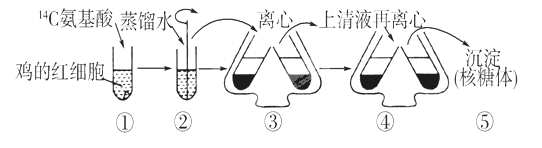 ¹⁴C氨基酸 蒸馏水 离心 上清液再离心
鸡的红细胞
沉淀
(核糖体)
① ② ③ ④ ⑤